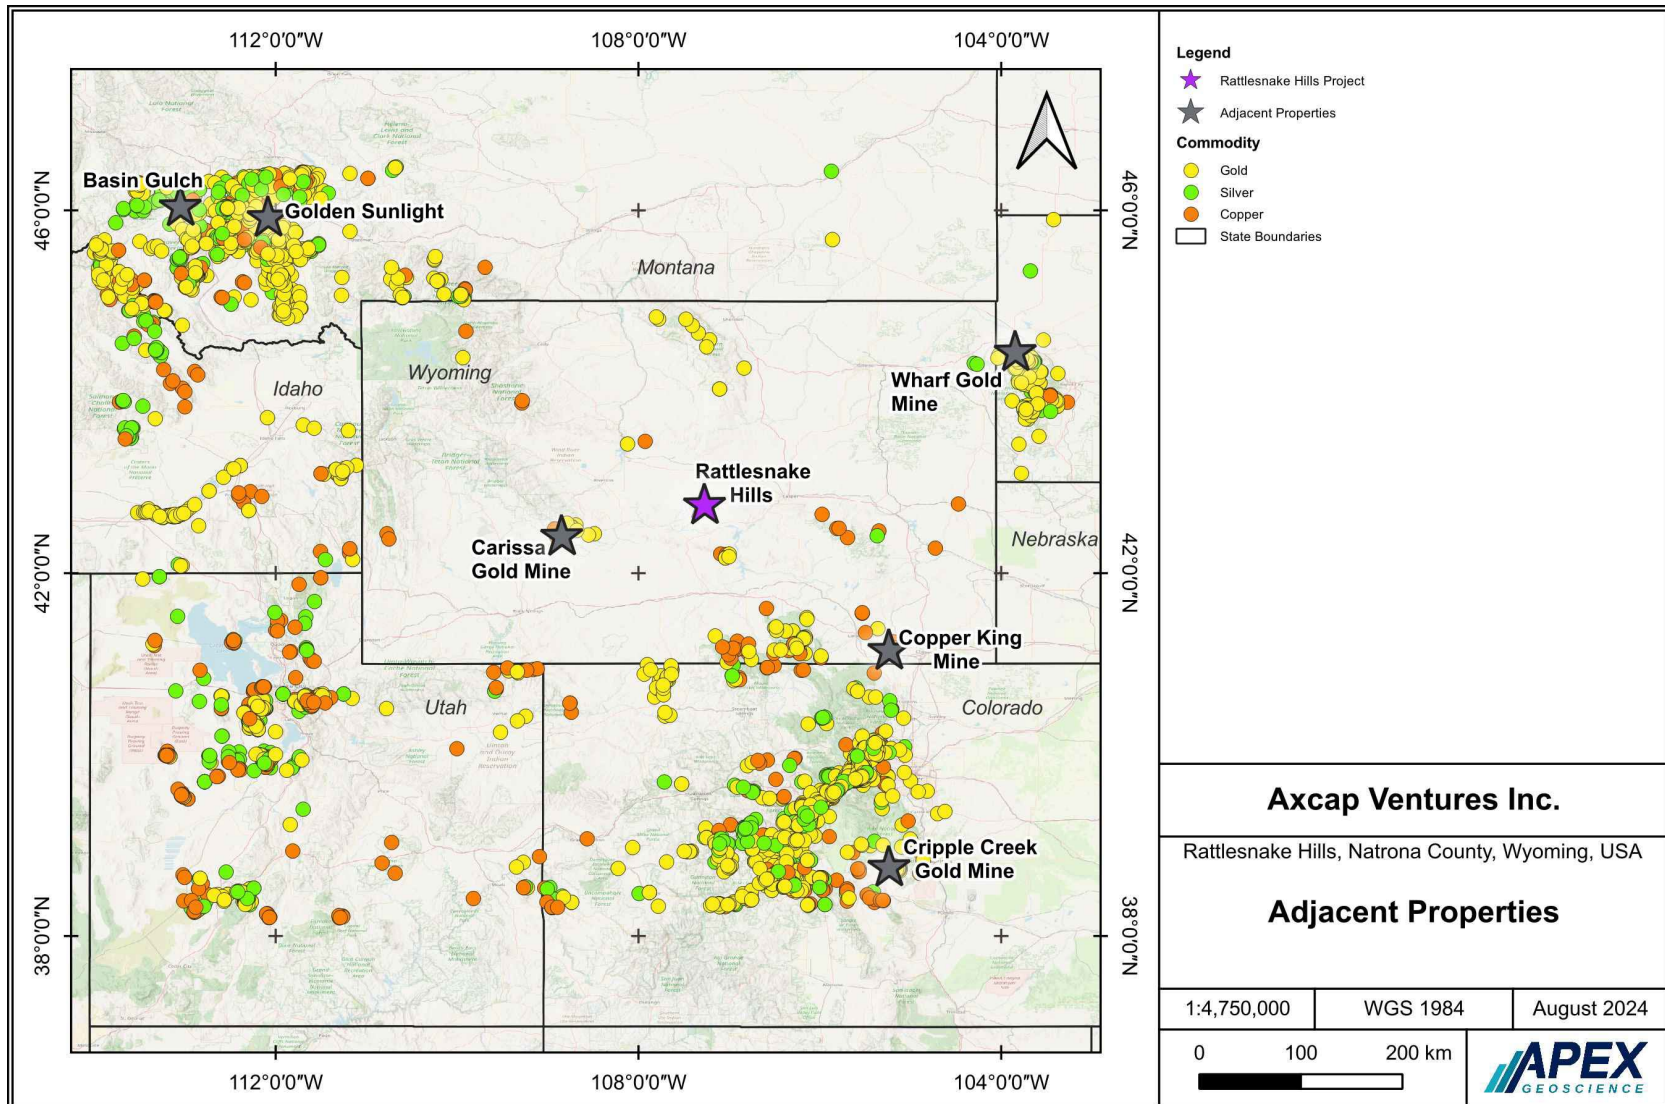 112°0'0"W
108°0'0"W
104°0'0"W
46°0'0"N
46°0'0"N
42°0'0"N
42°0'0"N
38°0'0"N
38°0'0"N
Basin Gulch
Golden Sunlight
Montana
Idaho
Wyoming
Wharf Gold
Mine
Rattlesnake
Hills
Carissa
Gold Mine
Nebraska
Copper King
Mine
Utah
Colorado
Cripple Creek
Gold Mine
112°0'0"W
108°0'0"W
104°0'0"W
Legend
Rattlesnake Hills Project
Adjacent Properties
Commodity
Gold
Silver
Copper
State Boundaries
Axcap Ventures Inc.
Rattlesnake Hills, Natrona County, Wyoming, USA
Adjacent Properties
1:4,750,000
WGS 1984
August 2024
0 100 200 km
APEX
GEOSCIENCE